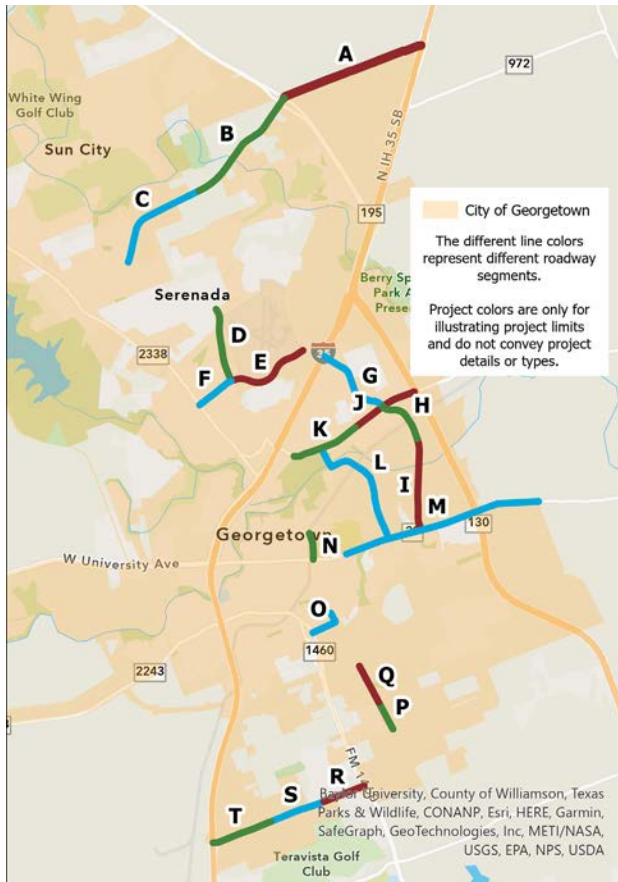 A
972
White Wing
Golf Club
B
Sun City
N IH 35 SB
C
195
City of Georgetown
The different line colors
represent different roadway
segments.
Project colors are only for
illustrating project limits
and do not convey project
details or types.
Berry Sp
Park A
Prese
Serenada
D
2338
E
35
F
G
J
H
K
L
I
M
130
Georgetown
N
W University Ave
O
1460
2243
Q
P
FM 14
R
S
T
Baylor University, County of Williamson, Texas
Parks & Wildlife, CONANP, Esri, HERE, Garmin,
SafeGraph, GeoTechnologies, Inc, METI/NASA,
USGS, EPA, NPS, USDA
Teravista Golf
Club